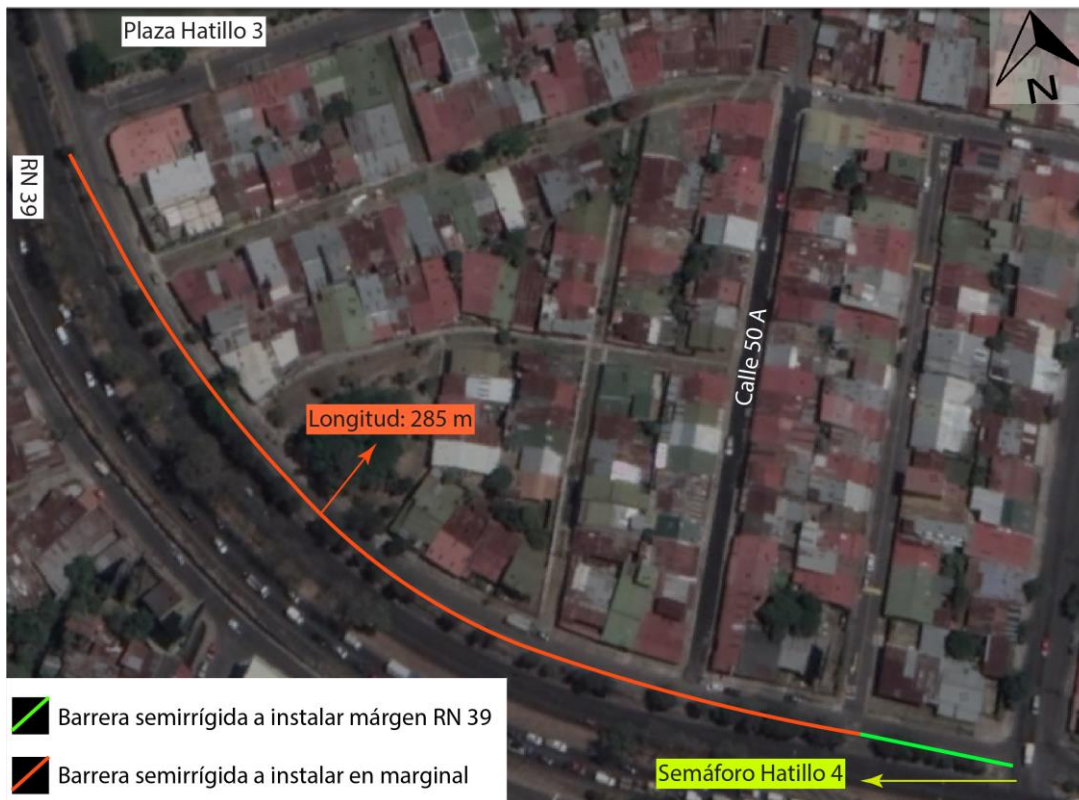 Plaza Hatillo 3
N
RN 39
Calle 50 A
Longitud: 285 m
Barrera semirrígida a instalar márgen RN 39
Barrera semirrígida a instalar en marginal
Semáforo Hatillo 4